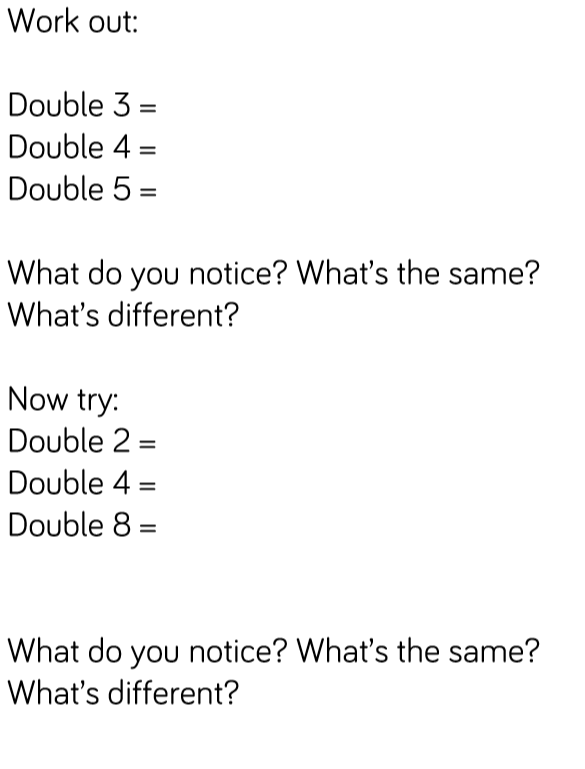 Work out:
Double 3 =
Double 4 =
Double 5 =
What do you notice? What’s the same?
What’s different?
Now try:
Double 2 =
Double 4 =
Double 8 =
What do you notice? What’s the same?
What’s different?